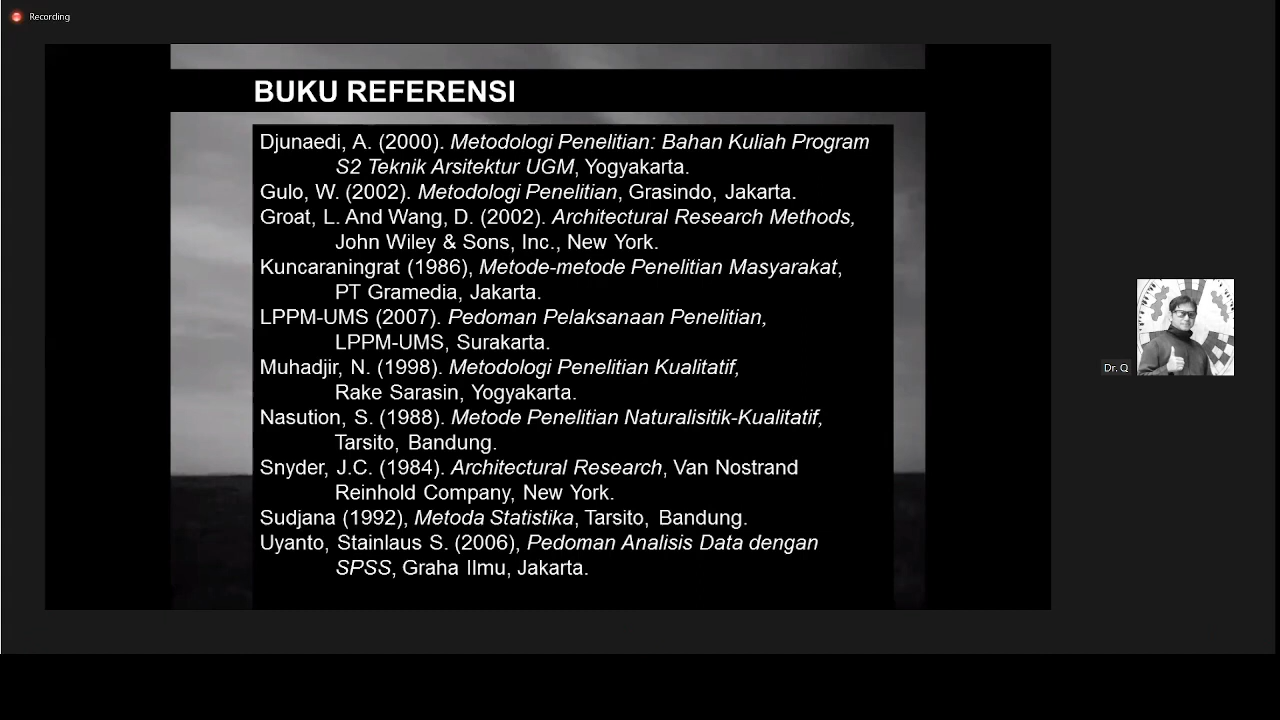 Recording
BUKU REFERENSI
Djunaedi, A. (2000). Metodologi Penelitian: Bahan Kuliah Program
S2 Teknik Arsitektur UGM, Yogyakarta.
Gulo, W. (2002). Metodologi Penelitian, Grasindo, Jakarta.
Groat, L. And Wang, D. (2002). Architectural Research Methods,
John Wiley & Sons, Inc., New York.
Kuncaraningrat (1986), Metode-metode Penelitian Masyarakat,
PT Gramedia, Jakarta.
LPPM-UMS (2007). Pedoman Pelaksanaan Penelitian,
LPPM-UMS, Surakarta.
Muhadjir, N. (1998). Metodologi Penelitian Kualitatif,
Rake Sarasin, Yogyakarta.
Nasution, S. (1988). Metode Penelitian Naturalisitik-Kualitatif,
Tarsito, Bandung.
Snyder, J.C. (1984). Architectural Research, Van Nostrand
Reinhold Company, New York.
Sudjana (1992), Metoda Statistika, Tarsito, Bandung.
Uyanto, Stainlaus S. (2006), Pedoman Analisis Data dengan
SPSS, Graha Ilmu, Jakarta.
Dr. Q